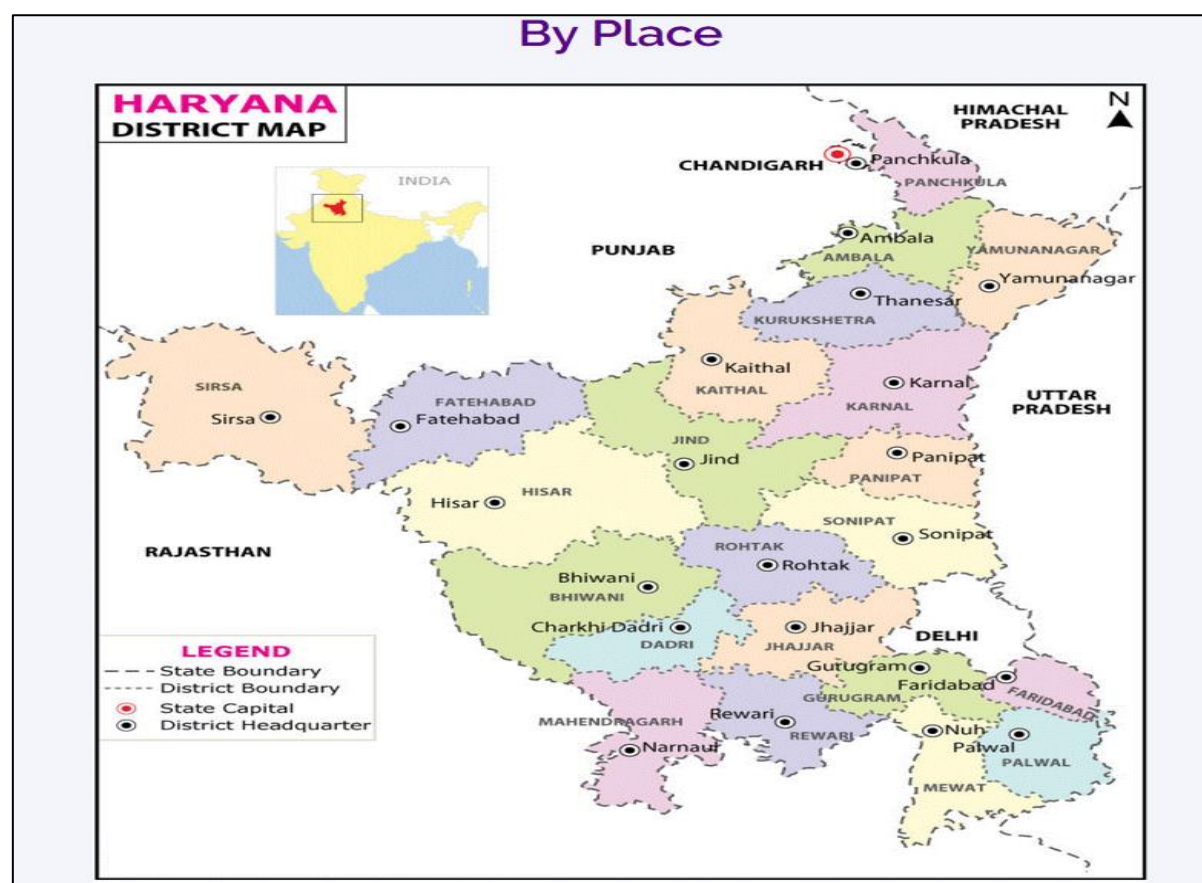 By Place
HARYANA
DISTRICT MAP
N
HIMACHAL
PRADESH
INDIA
CHANDIGARH
Panchkula
PANCHKULA
PUNJAB
Ambala
AMBALA
YAMUNANAGAR
Yamunanagar
Thanesar
KURUKSHETRA
Kaithal
KAITHAL
Karnal
KARNAL
UTTAR
PRADESH
SIRSA
Sirsa
FATEHABAD
Fatehabad
JIND
Jind
Panipat
PANIPAT
HISAR
Hisar
SONIPAT
Sonipat
RAJASTHAN
ROHTAK
Rohtak
Bhiwani
BHIWANI
Charkhi Dadri
DADRI
Jhajjar
JHAJJAR
DELHI
Gurugram
GURUGRAM
Faridabad
FARIDABAD
MAHENDRAGARH
Narnaul
Rewari
REWARI
Nuh
MEWAT
Palwal
PALWAL
LEGEND
State Boundary
District Boundary
State Capital
District Headquarter